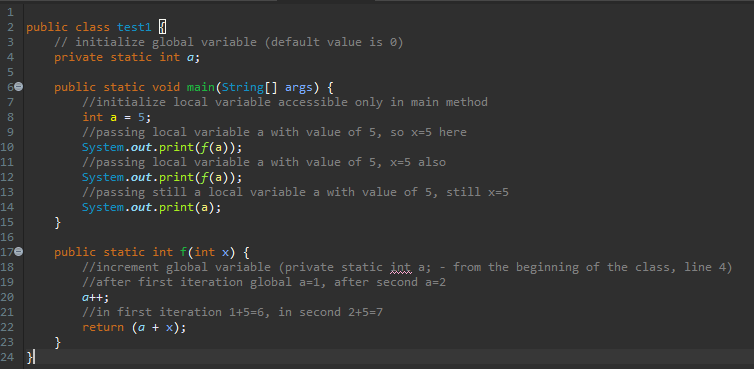 1
2 public class test1 {
3 // initialize global variable (default value is 0)
4 private static int a;
5
6 public static void main(String[] args) {
7 //initialize local variable accessible only in main method
8 int a = 5;
9 //passing local variable a with value of 5, so x=5 here
10 System.out.print(f(a));
11 //passing local variable a with value of 5, x=5 also
12 System.out.print(f(a));
13 //passing still a local variable a with value of 5, still x=5
14 System.out.print(a);
15 }
16
17 public static int f(int x) {
18 //increment global variable (private static int a; - from the beginning of the class, line 4)
19 //after first iteration global a=1, after second a=2
20 a++;
21 //in first iteration 1+5=6, in second 2+5=7
22 return (a + x);
23 }
24 }